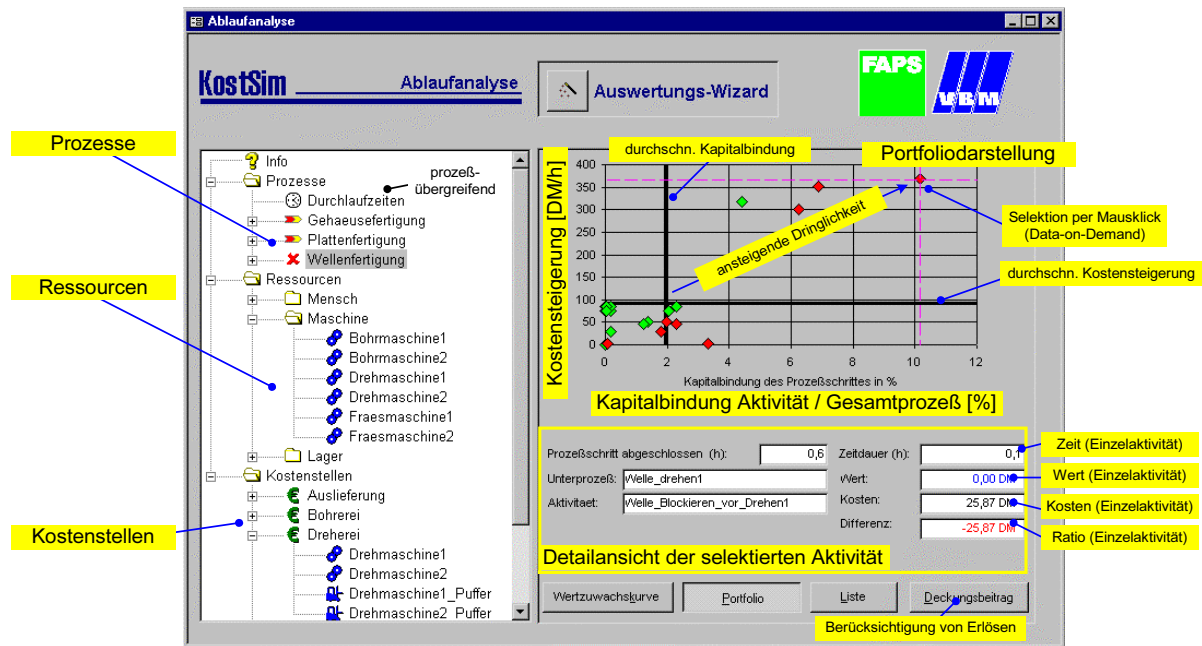 Ablaufanalyse
KostSim
Ablaufanalyse
Auswertungs-Wizard
FAPS
VBM
Prozesse
Ressourcen
Kostenstellen
Info
Prozesse
prozeß-
übergreifend
Durchlaufzeiten
Gehaeusefertigung
Plattenfertigung
Wellenfertigung
Ressourcen
Mensch
Maschine
Bohrmaschine1
Bohrmaschine2
Drehmaschine1
Drehmaschine2
Fraesmaschine1
Fraesmaschine2
Lager
Kostenstellen
Auslieferung
Bohrerei
Dreherei
Drehmaschine1
Drehmaschine2
Drehmaschine1_Puffer
Drehmaschine2 Puffer
durchschn. Kapitalbindung
Portfoliodarstellung
Kostensteigerung [DM/h]
400
350
300
250
200
150
100
50
0
ansteigende Dringlichkeit
Selektion per Mausklick
(Data-on-Demand)
durchschn. Kostensteigerung
0
2
4
6
8
10
12
Kapitalbindung des Prozeßschrittes in %
Kapitalbindung Aktivität / Gesamtprozeß [%]
Prozeßschritt abgeschlossen (h): 0,6
Zeitdauer (h): 0,1
Unterprozeß: Welle_drehen1
Wert: 0,00 DM
Aktivitaet: Welle_Blockieren_vor_Drehen1
Kosten: 25,87 DM
Differenz: -25,87 DM
Zeit (Einzelaktivität)
Wert (Einzelaktivität)
Kosten (Einzelaktivität)
Ratio (Einzelaktivität)
Detailansicht der selektierten Aktivität
Wertzuwachskurve
Portfolio
Liste
Deckungsbeitrag
Berücksichtigung von Erlösen